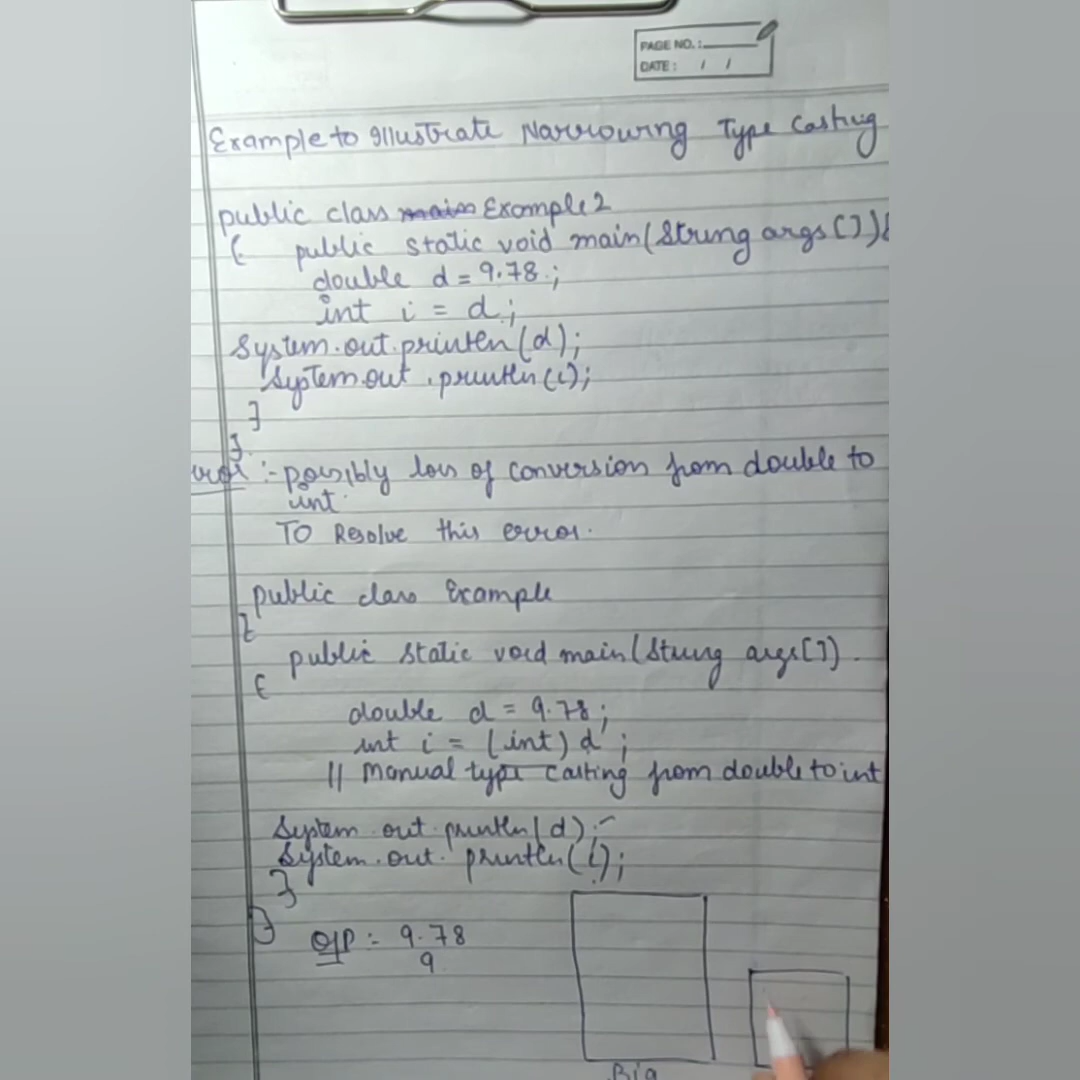 PAGE NO. :
DATE : / /
Example to Illustrate Narrowing Type Casting
public class Example 2
{ public static void main(String args[]){
double d = 9.78;
int i = d;
System.out.println(d);
System.out.println(i);
}
}
:- possibly loss of conversion from double to
int
TO Resolve this error.
public class Example
{
public static void main(String args[])
{
double d = 9.78;
int i = (int) d;
// Manual type casting from double to int
System.out.println(d);
System.out.println(i);
}
}
O/P :- 9.78
9
Big